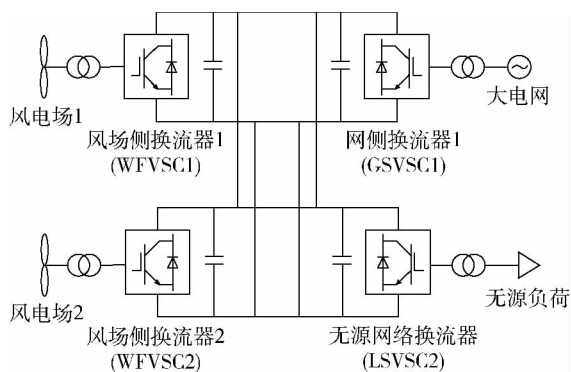 风电场1
风场侧换流器1
(WFVSC1)
网侧换流器1
(GSVSC1)
大电网
风电场2
风场侧换流器2
(WFVSC2)
无源网络换流器
(LSVSC2)
无源负荷